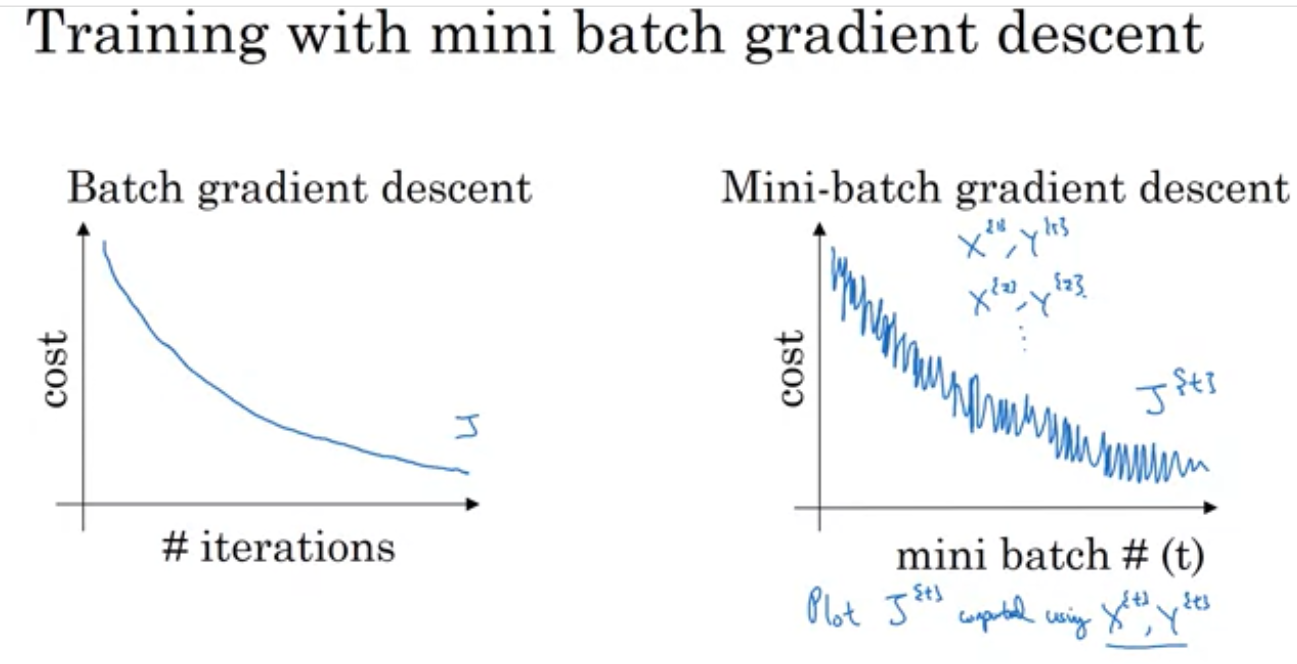 Training with mini batch gradient descent
Batch gradient descent
cost
J
# iterations
Mini-batch gradient descent
X^{1}, Y^{1}
X^{2}, Y^{2}.
⋮
cost
J^{t}
mini batch # (t)
Plot J^{t} computed using X^{t}, Y^{t}